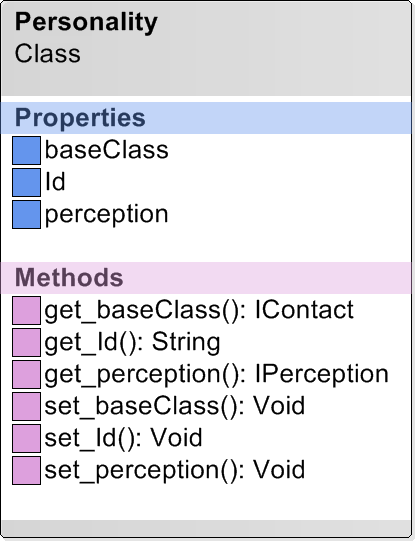 Personality
Class
Properties
baseClass
Id
perception
Methods
get_baseClass(): IContact
get_Id(): String
get_perception(): IPerception
set_baseClass(): Void
set_Id(): Void
set_perception(): Void